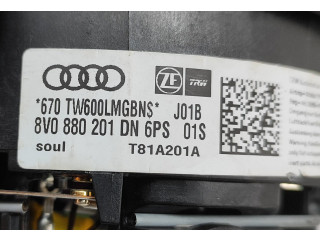 ZF TRW
*670 TW600LMGBNS* J01B
8V0 880 201 DN 6PS 01S
soul T81A201A